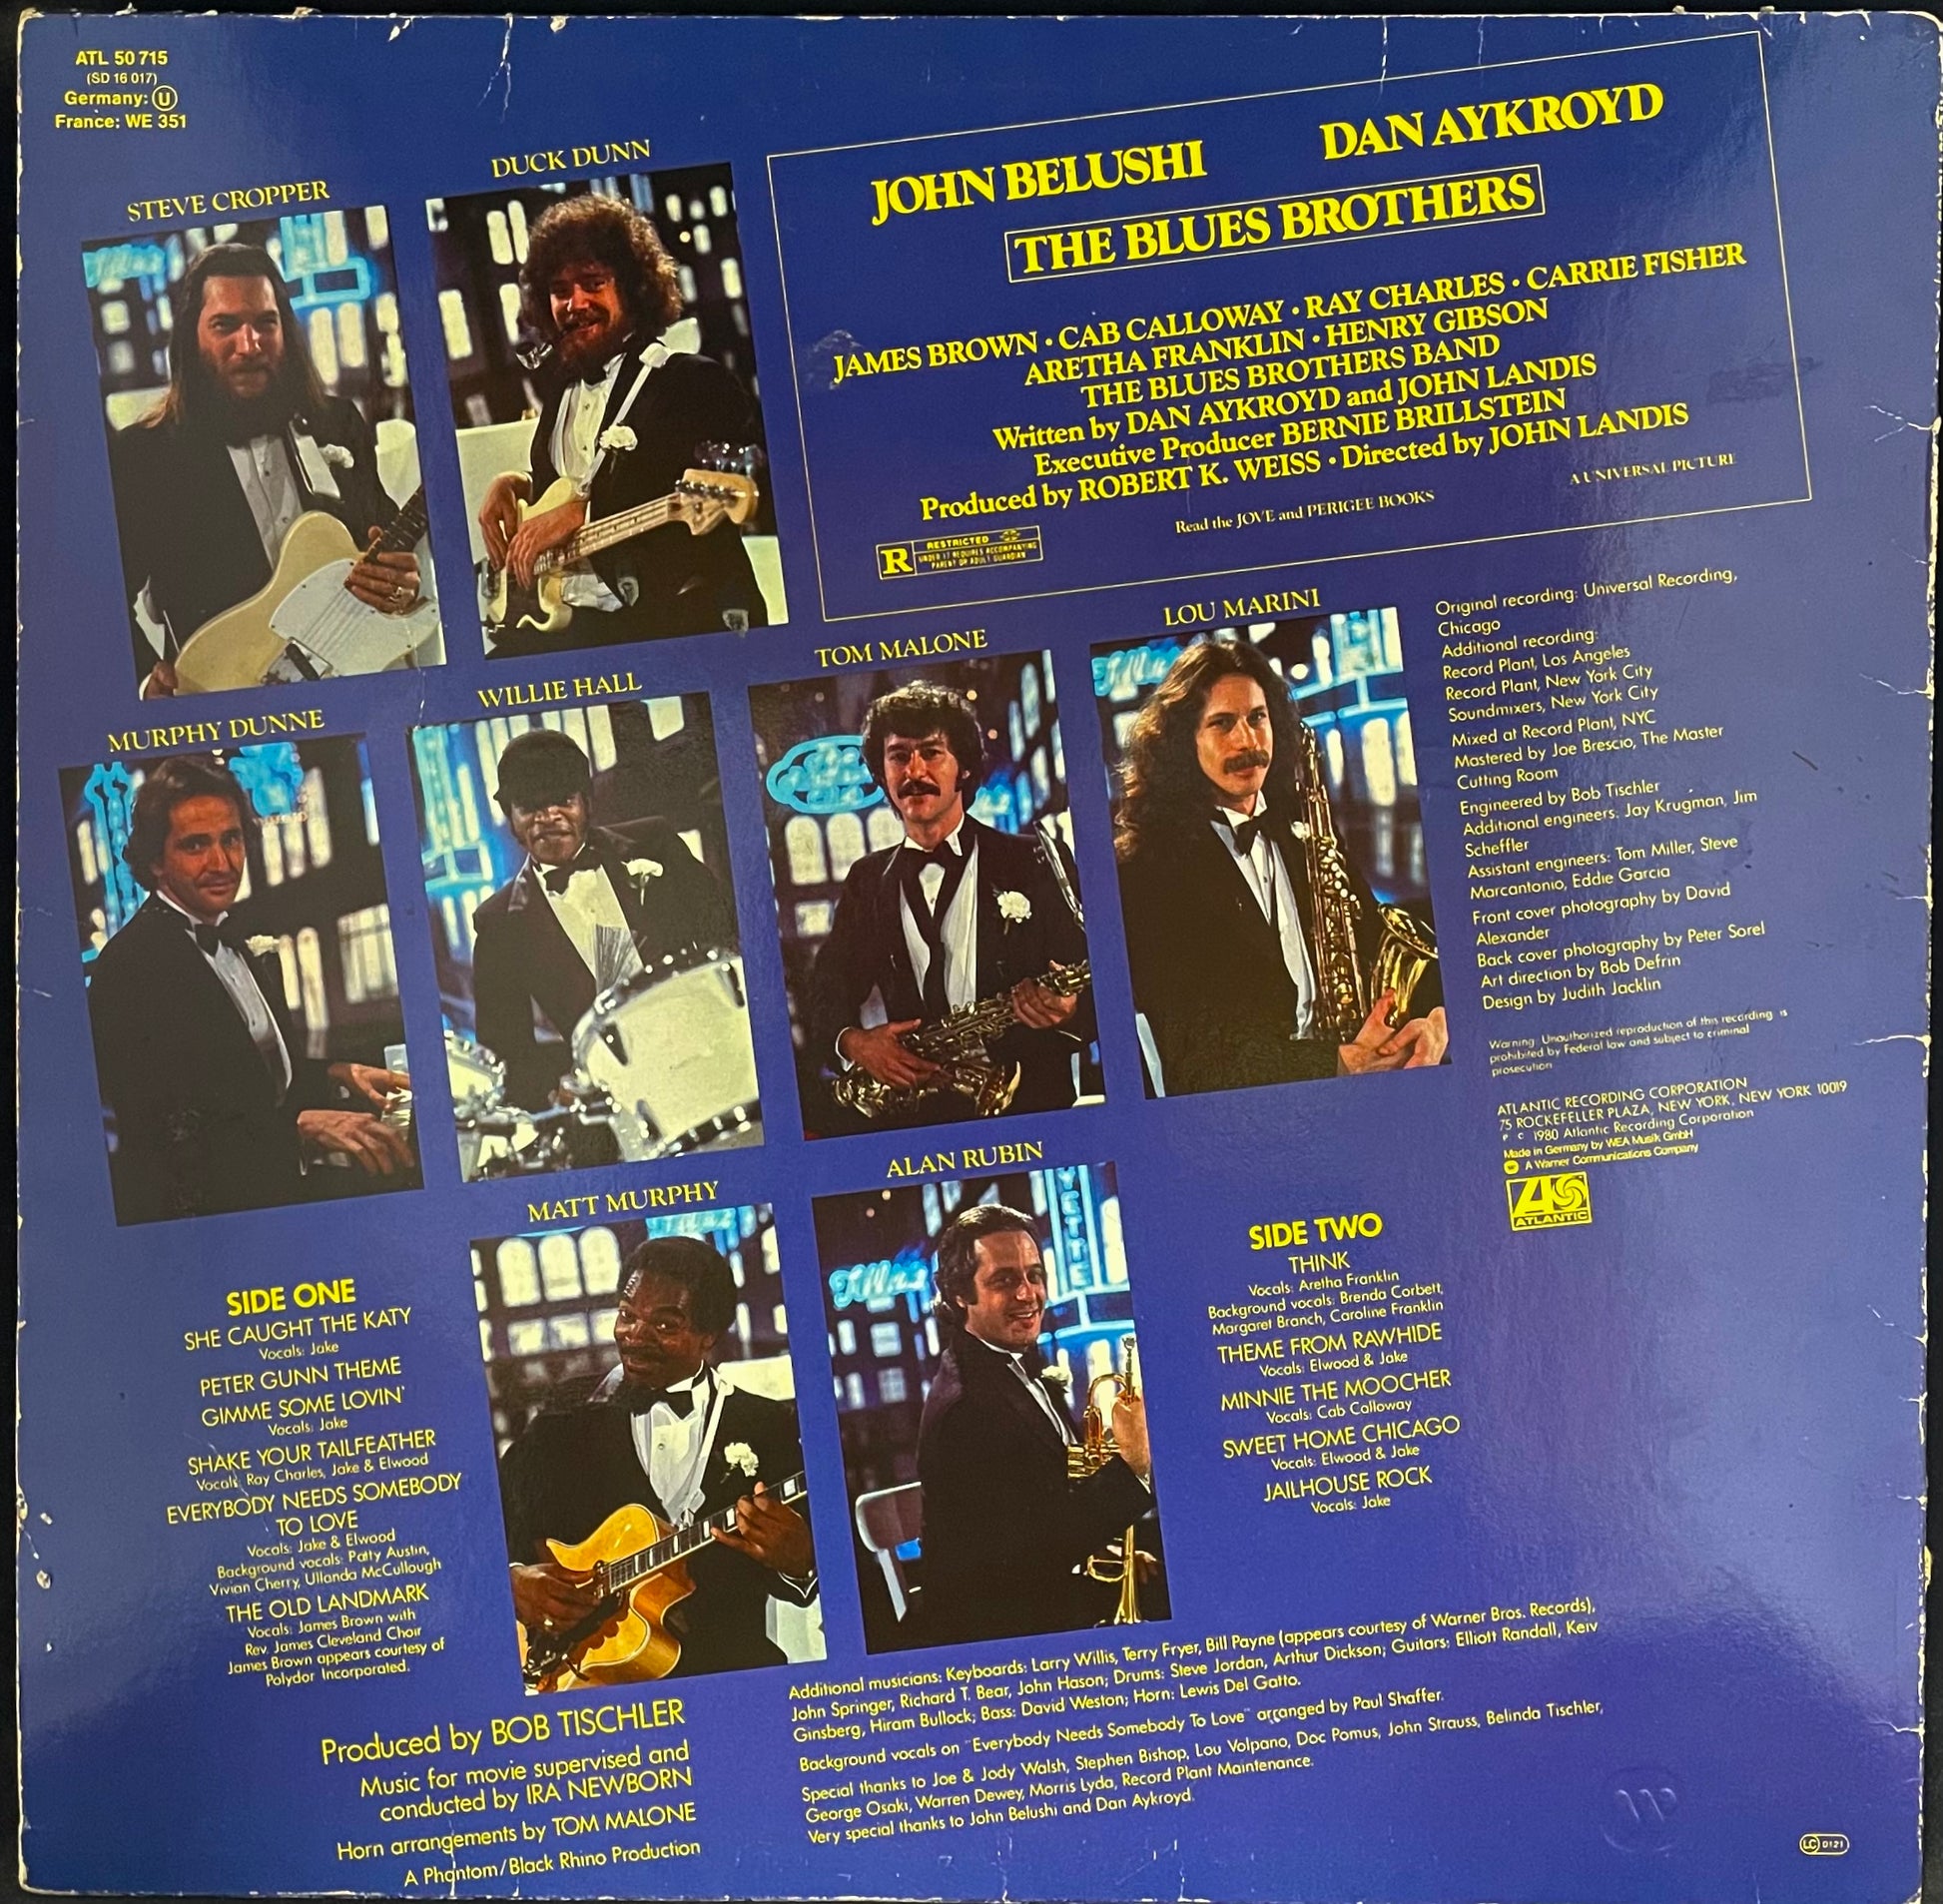 ATL 50 715
(SD 16 017)
Germany: U
France: WE 351
STEVE CROPPER
DUCK DUNN
JOHN BELUSHI DAN AYKROYD
THE BLUES BROTHERS
JAMES BROWN • CAB CALLOWAY • RAY CHARLES • CARRIE FISHER
ARETHA FRANKLIN • HENRY GIBSON
THE BLUES BROTHERS BAND
Written by DAN AYKROYD and JOHN LANDIS
Executive Producer BERNIE BRILLSTEIN
Produced by ROBERT K. WEISS • Directed by JOHN LANDIS
R RESTRICTED
UNDER 17 REQUIRES ACCOMPANYING
PARENT OR ADULT GUARDIAN
Read the JOVE and PERIGEE BOOKS
A UNIVERSAL PICTURE
MURPHY DUNNE
WILLIE HALL
TOM MALONE
LOU MARINI
Original recording: Universal Recording,
Chicago
Additional recording:
Record Plant, Los Angeles
Record Plant, New York City
Soundmixers, New York City
Mixed at Record Plant, NYC
Mastered by Joe Brescio, The Master
Cutting Room
Engineered by Bob Tischler
Additional engineers: Jay Krugman, Jim
Scheffler
Assistant engineers: Tom Miller, Steve
Marcantonio, Eddie Garcia
Front cover photography by David
Alexander
Back cover photography by Peter Sorel
Art direction by Bob Defrin
Design by Judith Jacklin
Warning: Unauthorized reproduction of this recording is
prohibited by Federal law and subject to criminal
prosecution
ATLANTIC RECORDING CORPORATION
75 ROCKEFELLER PLAZA, NEW YORK, NEW YORK 10019
P C 1980 Atlantic Recording Corporation
Made in Germany by WEA Musik GmbH
A Warner Communications Company
ATLANTIC
MATT MURPHY
ALAN RUBIN
SIDE ONE
SHE CAUGHT THE KATY
Vocals: Jake
PETER GUNN THEME
GIMME SOME LOVIN'
Vocals: Jake
SHAKE YOUR TAILFEATHER
Vocals: Ray Charles, Jake & Elwood
EVERYBODY NEEDS SOMEBODY
TO LOVE
Vocals: Jake & Elwood
Background vocals: Patty Austin,
Vivian Cherry, Ullanda McCullough
THE OLD LANDMARK
Vocals: James Brown with
Rev. James Cleveland Choir
James Brown appears courtesy of
Polydor Incorporated.
SIDE TWO
THINK
Vocals: Aretha Franklin
Background vocals: Brenda Corbett,
Margaret Branch, Caroline Franklin
THEME FROM RAWHIDE
Vocals: Elwood & Jake
MINNIE THE MOOCHER
Vocals: Cab Calloway
SWEET HOME CHICAGO
Vocals: Elwood & Jake
JAILHOUSE ROCK
Vocals: Jake
Produced by BOB TISCHLER
Music for movie supervised and
conducted by IRA NEWBORN
Horn arrangements by TOM MALONE
A Phantom/Black Rhino Production
Additional musicians: Keyboards: Larry Willis, Terry Fryer, Bill Payne (appears courtesy of Warner Bros. Records),
John Springer, Richard T. Bear, John Hason; Drums: Steve Jordan, Arthur Dickson; Guitars: Elliott Randall, Keiv
Ginsberg, Hiram Bullock; Bass: David Weston; Horn: Lewis Del Gatto.
Background vocals on "Everybody Needs Somebody To Love" arranged by Paul Shaffer.
Special thanks to Joe & Jody Walsh, Stephen Bishop, Lou Volpano, Doc Pomus, John Strauss, Belinda Tischler,
George Osaki, Warren Dewey, Morris Lyda, Record Plant Maintenance.
Very special thanks to John Belushi and Dan Aykroyd.
LC 0121